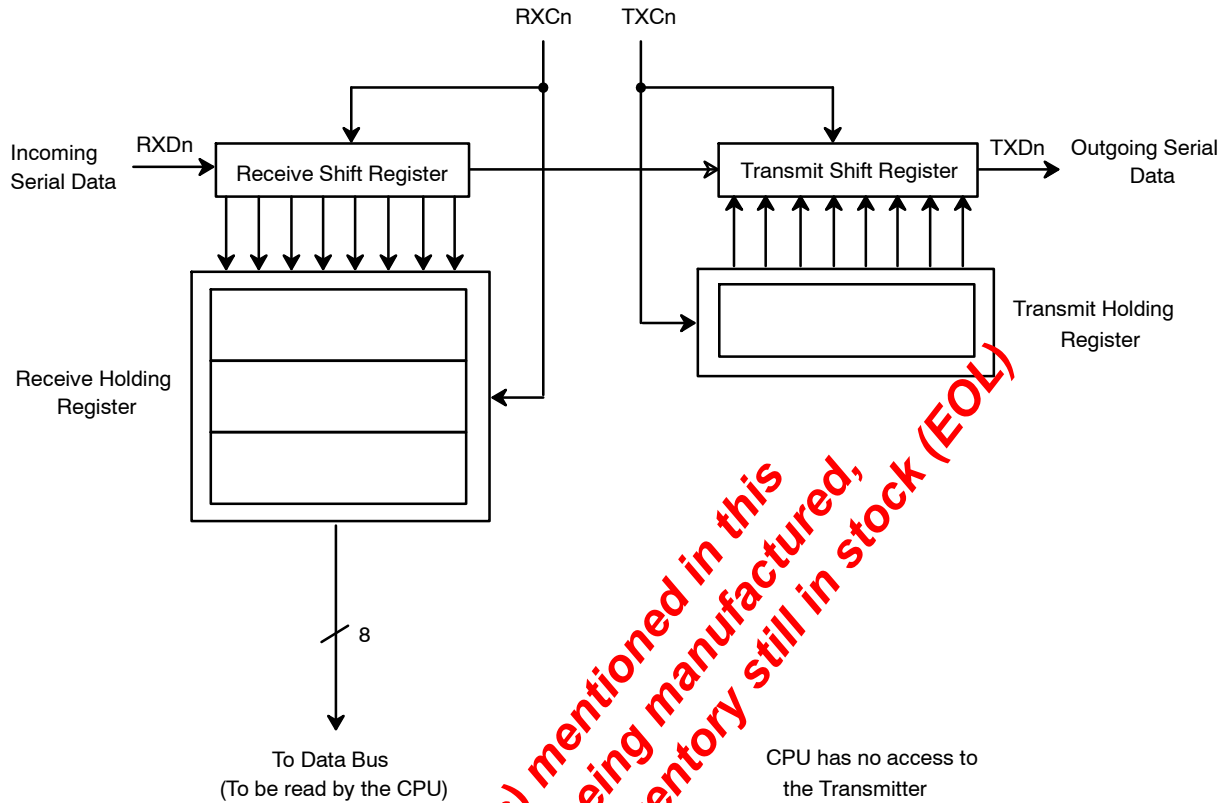 RXCn
TXCn
Incoming
Serial Data
RXDn
Receive Shift Register
Transmit Shift Register
TXDn
Outgoing Serial
Data
Transmit Holding
Register
Receive Holding
Register
8
To Data Bus
(To be read by the CPU)
CPU has no access to
the Transmitter
mentioned in this
being manufactured,
still in stock (EOL)